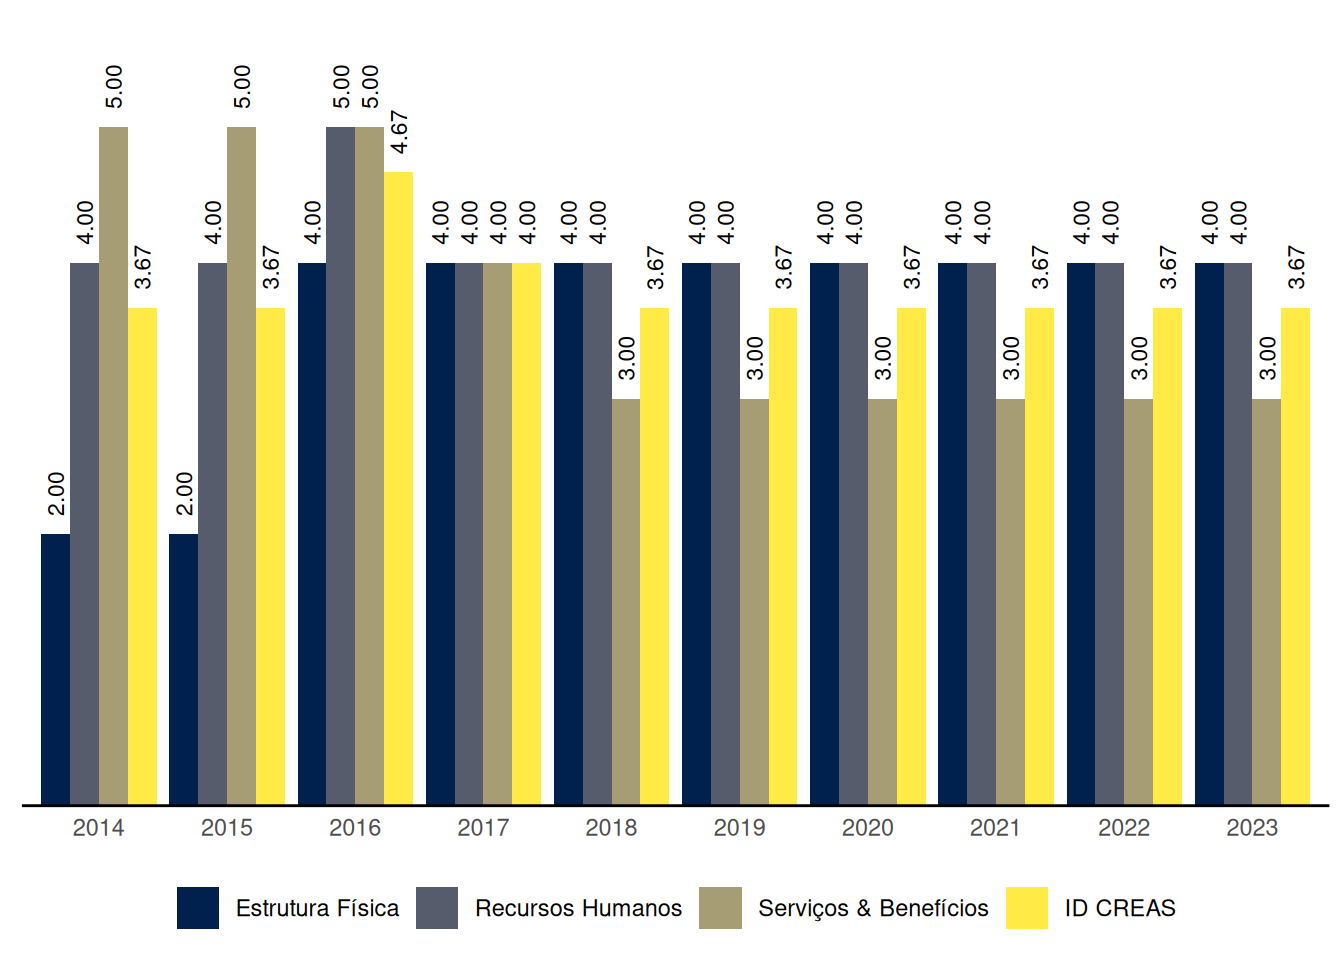 5.00 5.00 5.00 5.00
4.67
4.00 4.00 4.00 4.00 4.00 4.00 4.00 4.00 4.00 4.00 4.00 4.00 4.00 4.00 4.00 4.00 4.00 4.00 4.00
3.67 3.67 3.67 3.67 3.67 3.67 3.67 3.67
3.00 3.00 3.00 3.00 3.00 3.00
2.00 2.00
2014 2015 2016 2017 2018 2019 2020 2021 2022 2023
Estrutura Física Recursos Humanos Serviços & Benefícios ID CREAS